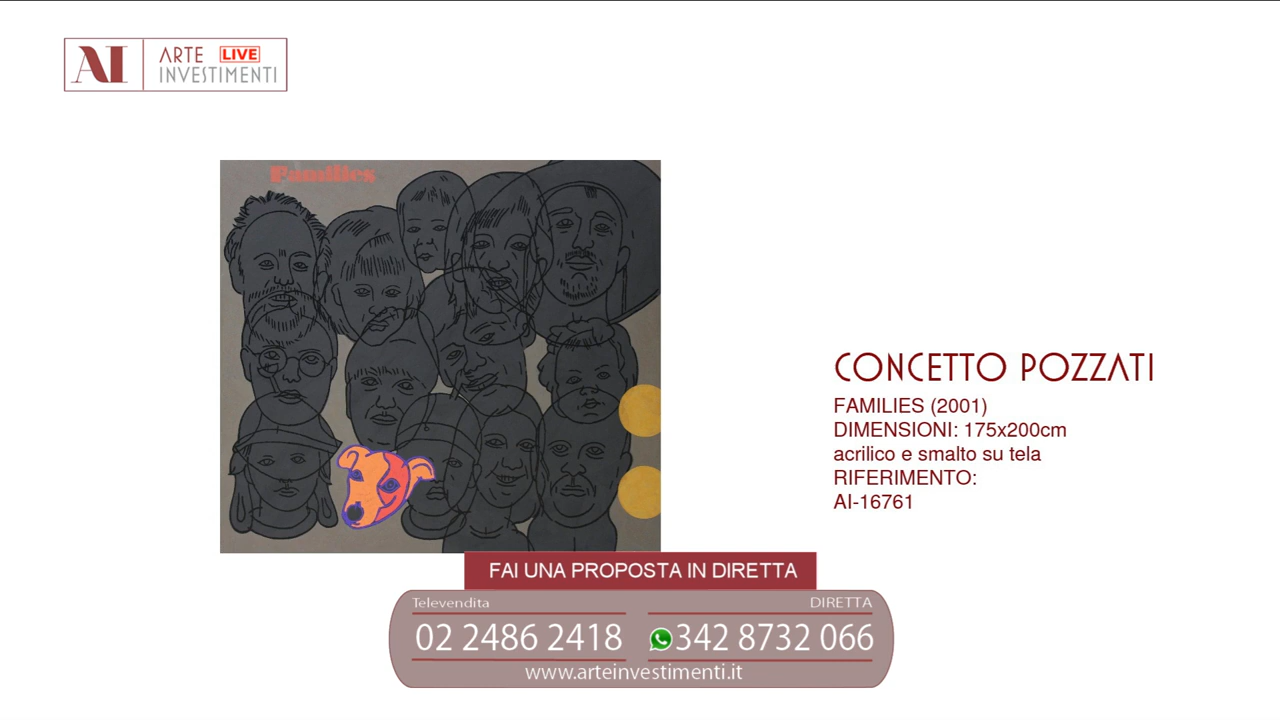 AI ARTE LIVE
INVESTIMENTI
Families
CONCETTO POZZATI
FAMILIES (2001)
DIMENSIONI: 175x200cm
acrilico e smalto su tela
RIFERIMENTO:
AI-16761
FAI UNA PROPOSTA IN DIRETTA
Televendita DIRETTA
02 2486 2418 342 8732 066
www.arteinvestimenti.it